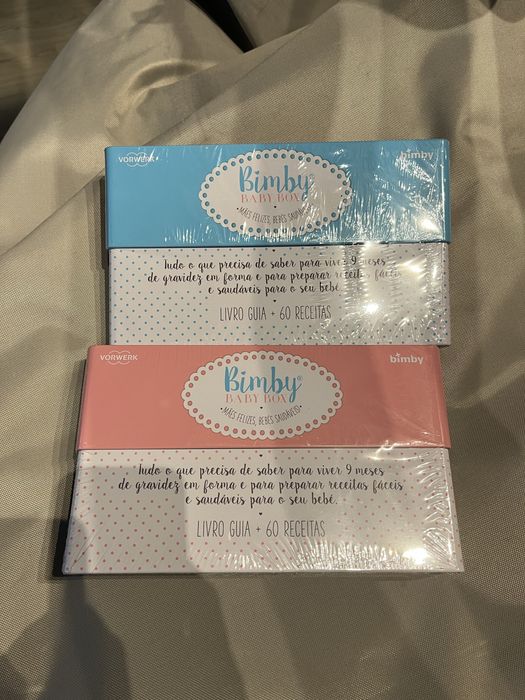 VORWERK
bimby
Bimby®
BABY BOX
MÃES FELIZES, BEBÉS SAUDÁVEIS!
Tudo o que precisa de saber para viver 9 meses
de gravidez em forma e para preparar receitas fáceis
e saudáveis para o seu bebé.
LIVRO GUIA + 60 RECEITAS
VORWERK
bimby
Bimby®
BABY BOX
MÃES FELIZES, BEBÉS SAUDÁVEIS!
Tudo o que precisa de saber para viver 9 meses
de gravidez em forma e para preparar receitas fáceis
e saudáveis para o seu bebé.
LIVRO GUIA + 60 RECEITAS